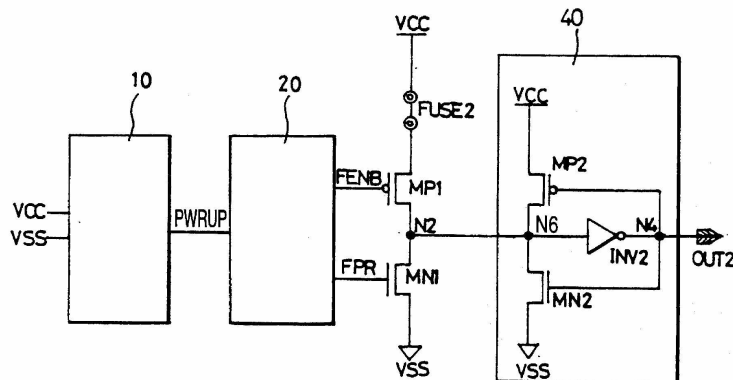 VCC
40
10
20
FUSE2
VCC
FENB
MP1
MP2
VCC
VSS
PWRUP
N2
N6
N4
INV2
OUT2
FPR
MN1
MN2
VSS
VSS